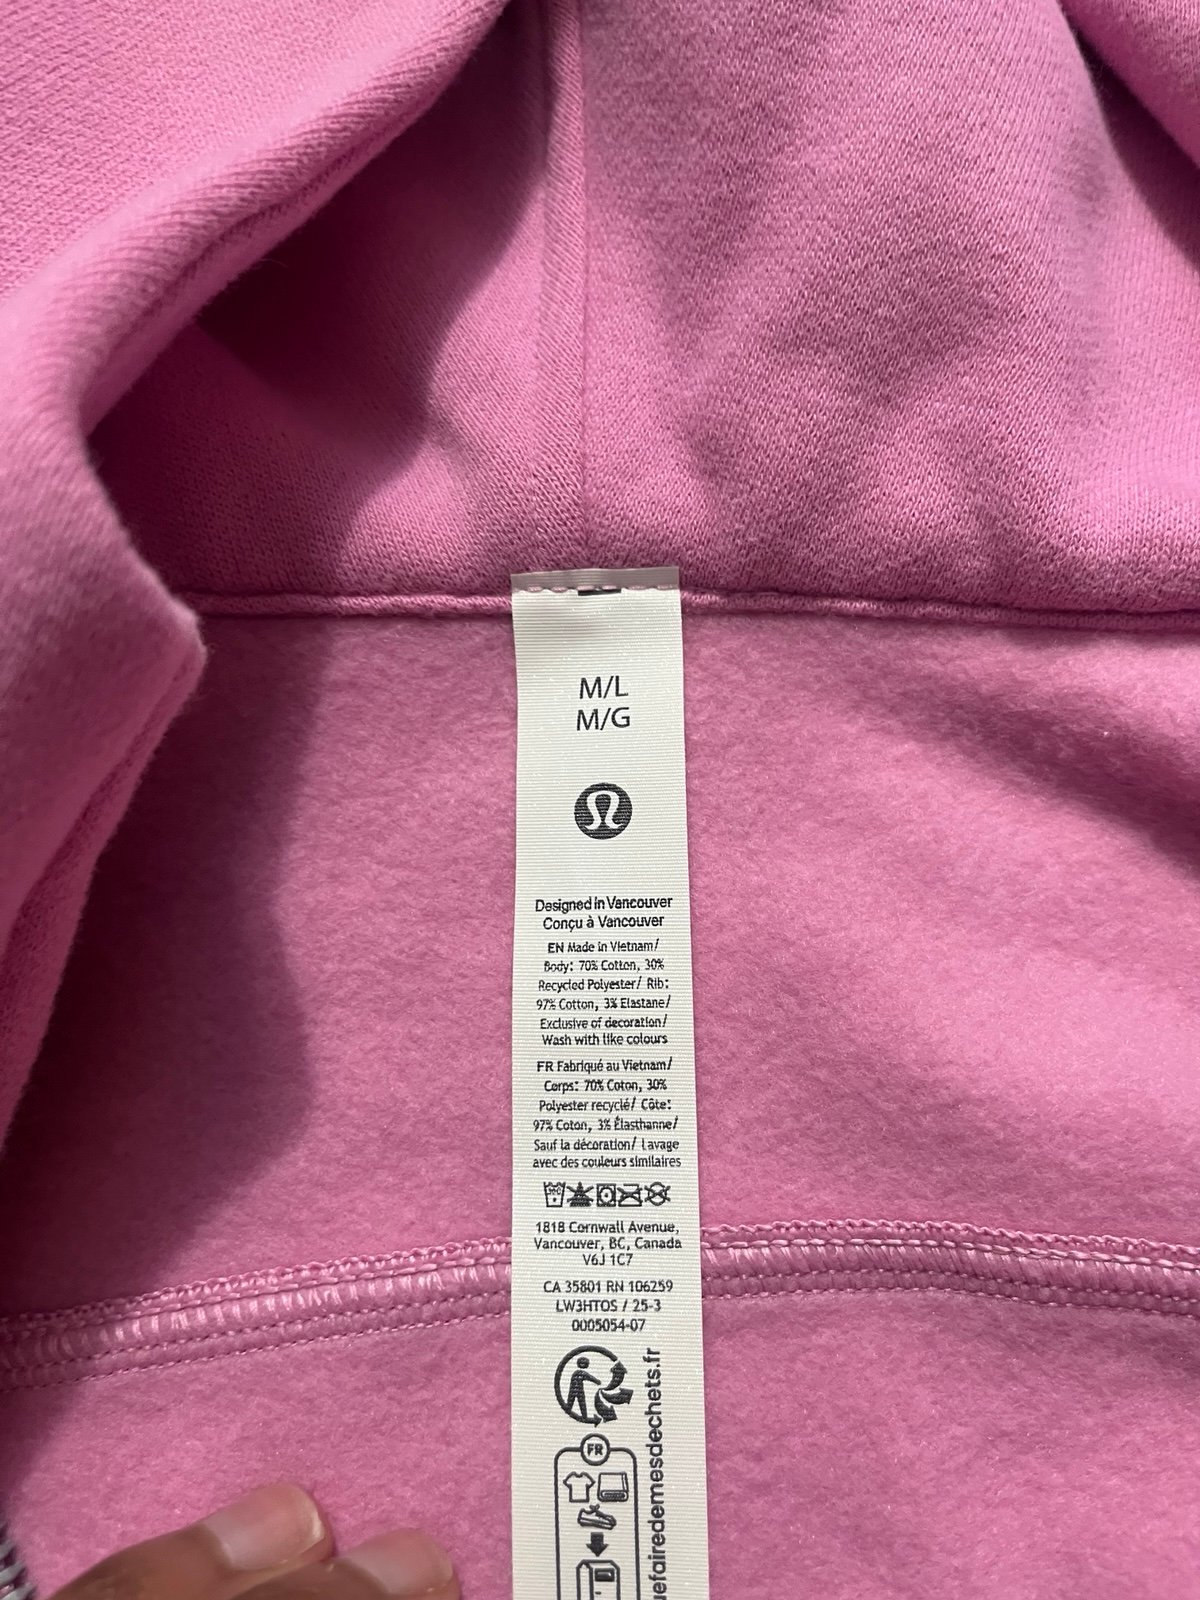 M/L
M/G
Designed in Vancouver
Conçu à Vancouver
EN Made in Vietnam/
Body: 70% Cotton, 30%
Recycled Polyester/ Rib:
97% Cotton, 3% Elastane/
Exclusive of decoration/
Wash with like colours
FR Fabriqué au Vietnam/
Corps: 70% Coton, 30%
Polyester recyclé/ Côte:
97% Coton, 3% Élasthanne/
Sauf la décoration/ Lavage
avec des couleurs similaires
1818 Cornwall Avenue,
Vancouver, BC, Canada
V6J 1C7
CA 35801 RN 106259
LW3HTOS / 25-3
0005054-07
FR
uefairedemesdechets.fr